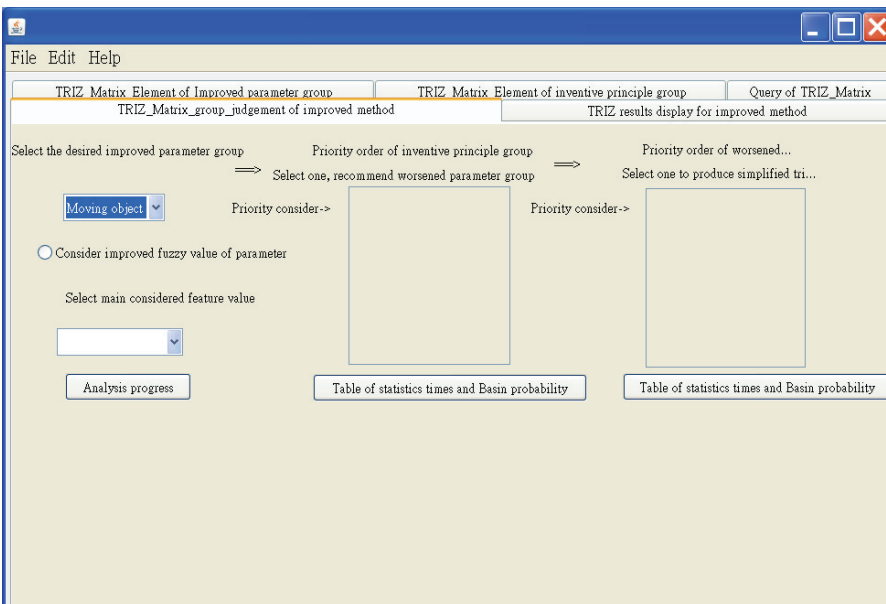 File Edit Help
TRIZ_Matrix_Element of Improved parameter group TRIZ_Matrix_Element of inventive principle group Query of TRIZ_Matrix
TRIZ_Matrix_group_judgement of improved method TRIZ results display for improved method
Select the desired improved parameter group Priority order of inventive principle group Priority order of worsened...
⇒ Select one, recommend worsened parameter group ⇒ Select one to produce simplified tri...
Moving object Priority consider-> Priority consider->
Consider improved fuzzy value of parameter
Select main considered feature value
Analysis progress Table of statistics times and Basin probability Table of statistics times and Basin probability